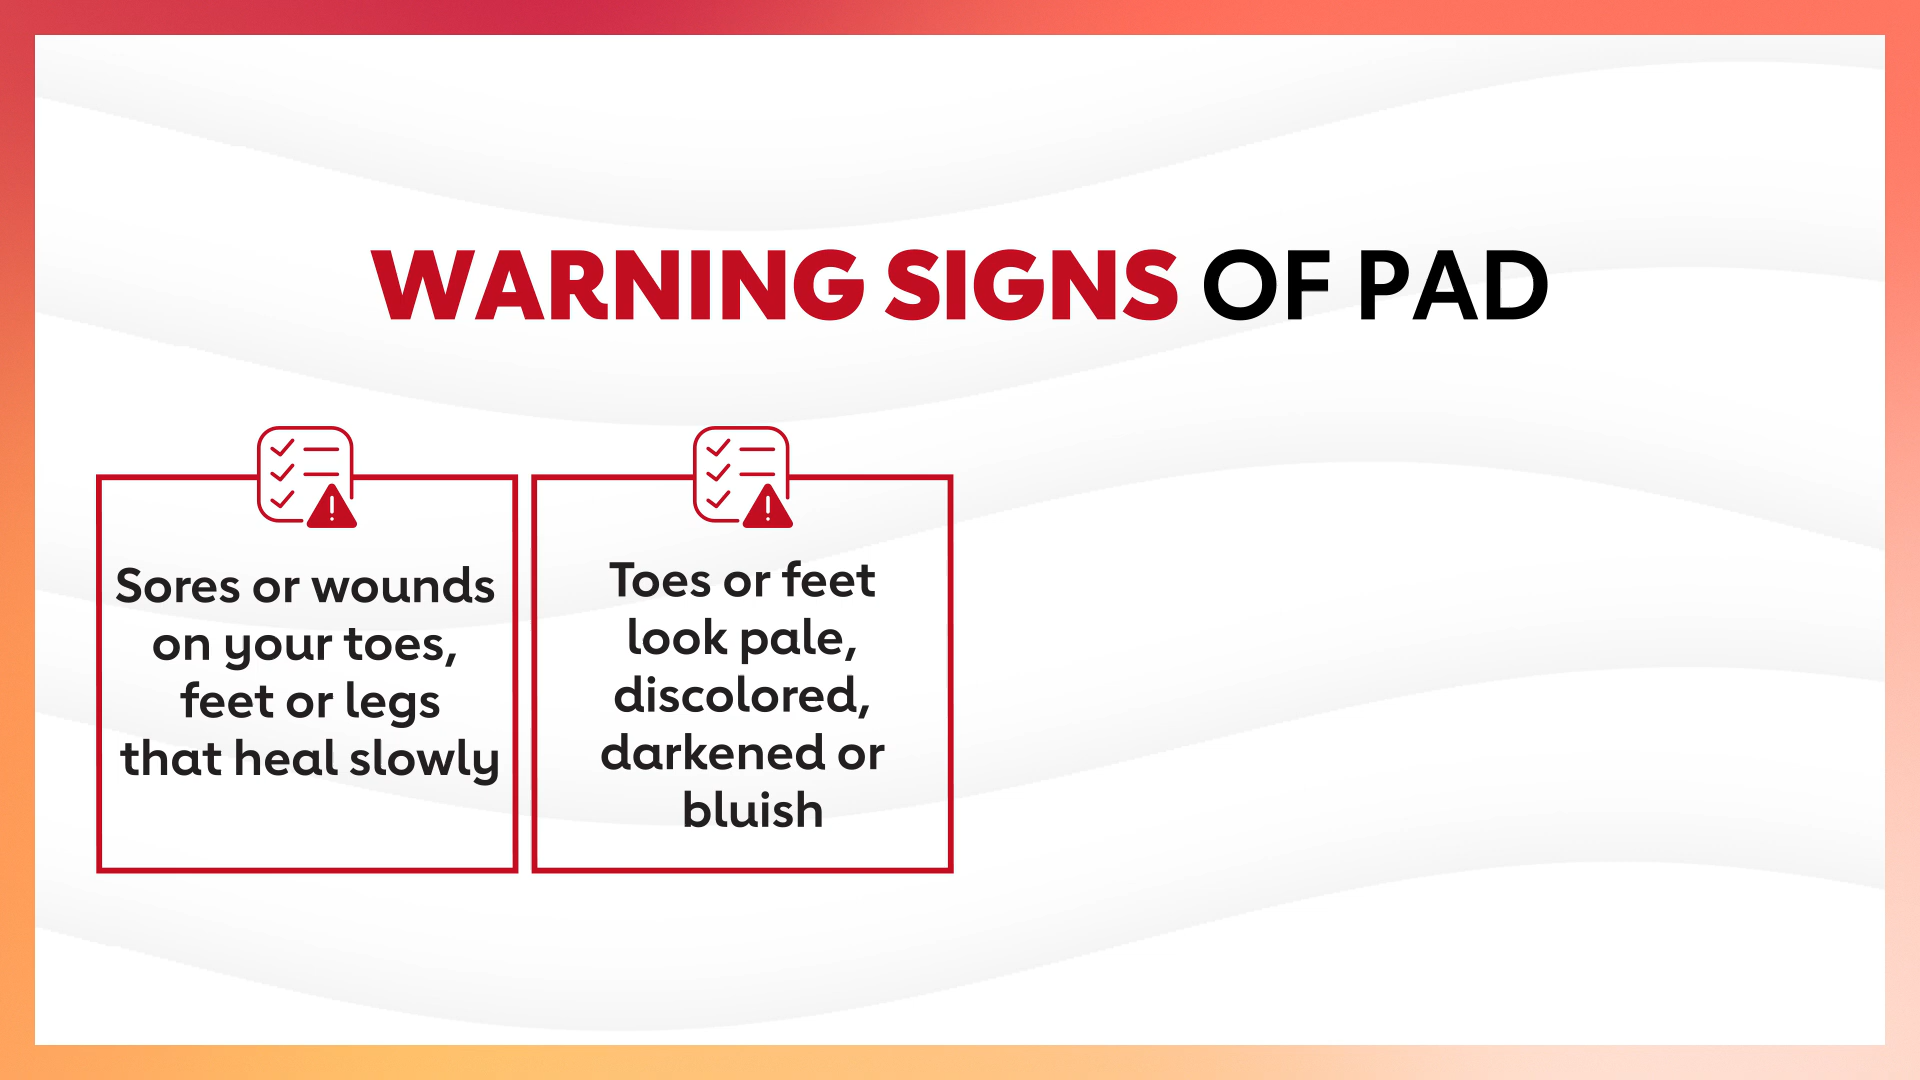 WARNING SIGNS OF PAD
Sores or wounds
on your toes,
feet or legs
that heal slowly
Toes or feet
look pale,
discolored,
darkened or
bluish